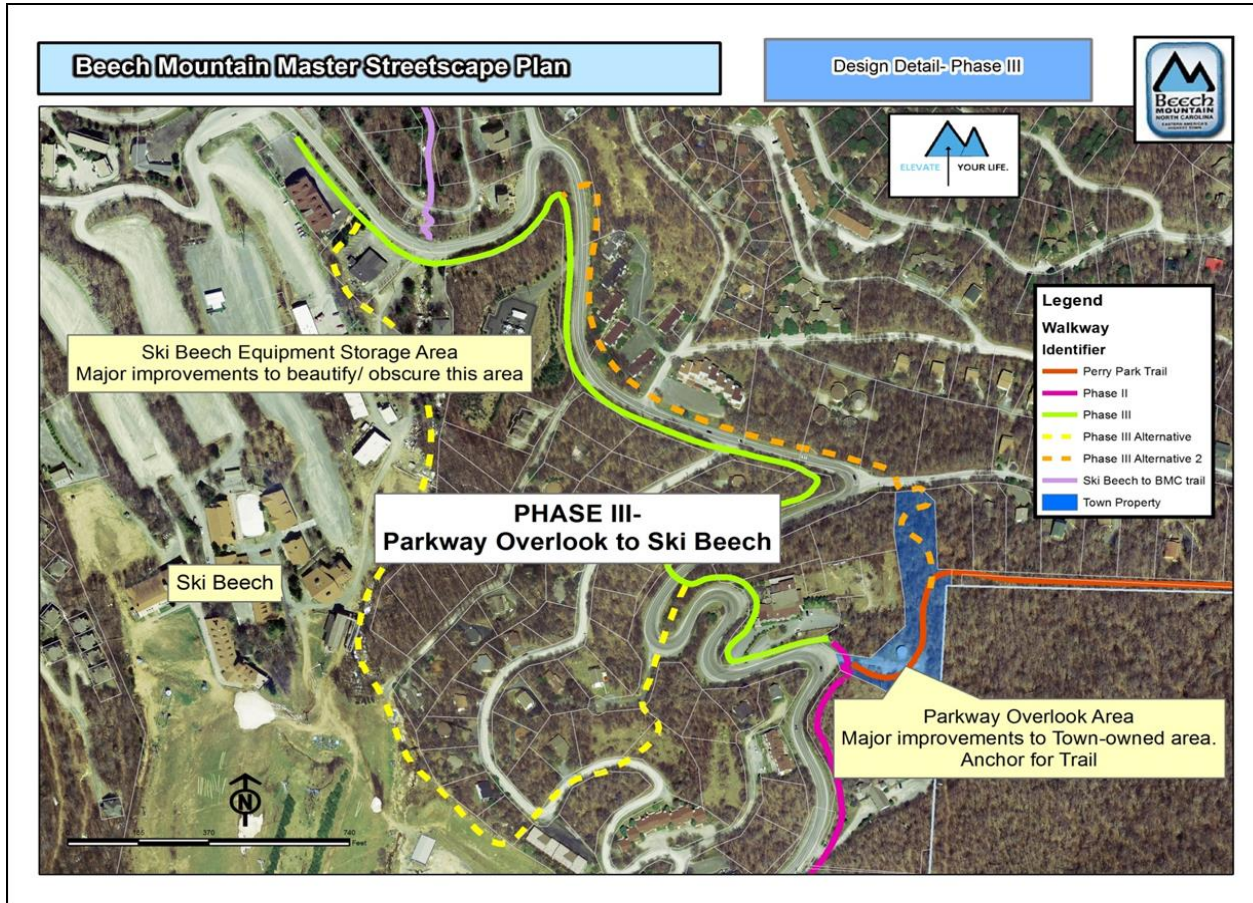 Beech Mountain Master Streetscape Plan
Design Detail- Phase III
Beech
MOUNTAIN
NORTH CAROLINA
EASTERN AMERICA'S
HIGHEST TOWN
ELEVATE YOUR LIFE.
Legend
Walkway
Identifier
Perry Park Trail
Phase II
Phase III
Phase III Alternative
Phase III Alternative 2
Ski Beech to BMC trail
Town Property
Ski Beech Equipment Storage Area
Major improvements to beautify/ obscure this area
PHASE III-
Parkway Overlook to Ski Beech
Ski Beech
Parkway Overlook Area
Major improvements to Town-owned area.
Anchor for Trail
N
370 740
Feet